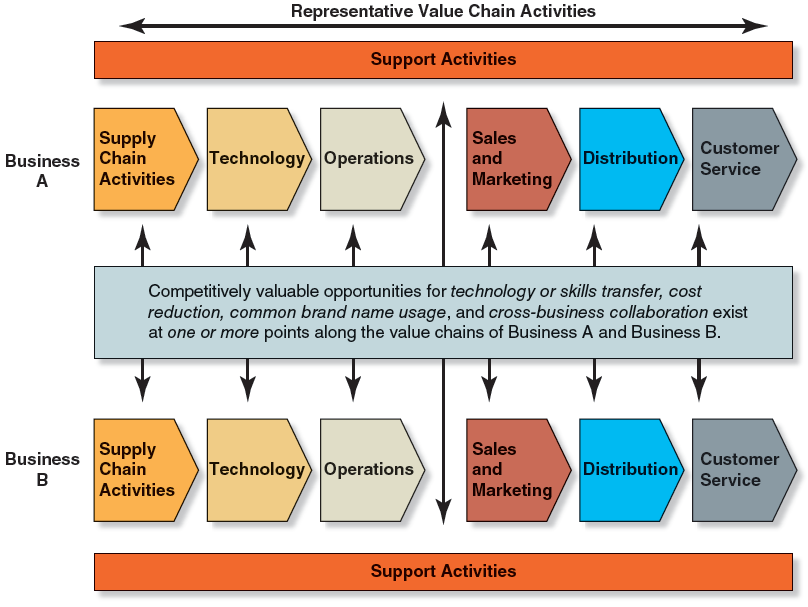 Representative Value Chain Activities
Support Activities
Business
A
Supply
Chain
Activities
Technology
Operations
Sales
and
Marketing
Distribution
Customer
Service
Competitively valuable opportunities for technology or skills transfer, cost
reduction, common brand name usage, and cross-business collaboration exist
at one or more points along the value chains of Business A and Business B.
Business
B
Supply
Chain
Activities
Technology
Operations
Sales
and
Marketing
Distribution
Customer
Service
Support Activities